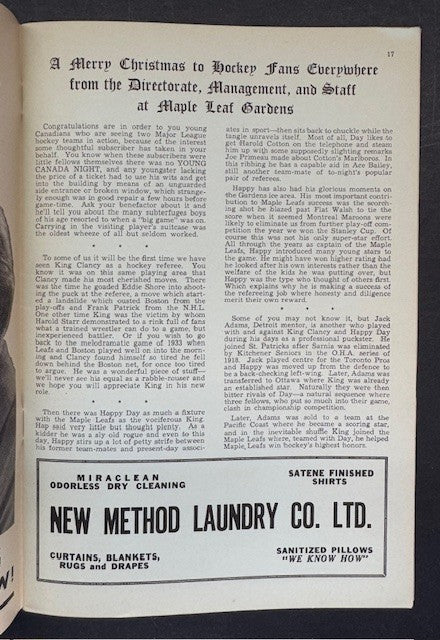 17
A Merry Christmas to Hockey Fans Everywhere
from the Directorate, Management, and Staff
at Maple Leaf Gardens
Congratulations are in order to you young
Canadians who are seeing two Major League
hockey teams in action, because of the interest
some thoughtful subscriber has taken in your
behalf. You know when these subscribers were
little fellows themselves there was no YOUNG
CANADA NIGHT, and any youngster lacking
the price of a ticket had to use his wits and get
into the building by means of an unguarded
side entrance or broken window, which strange-
ly enough was in good repair a few hours before
game-time. Ask your benefactor about it and
he'll tell you about the many subterfuges boys
of his age resorted to when a "big game" was on.
Carrying in the visiting player's suitcase was
the oldest wheeze of all but seldom worked.
To some of us it will be the first time we have
seen King Clancy as a hockey referee. You
know it was on this same playing area that
Clancy made his most cherished moves. There
was the time he goaded Eddie Shore into shoot-
ing the puck at the referee, a move which start-
ed a landslide which ousted Boston from the
play-offs and Frank Patrick from the N.H.L.
One other time King was the victim by whom
Harold Starr demonstrated to a rink full of fans
what a trained wrestler can do to a game, but
inexperienced battler. Or if you wish to go
back to the melodramatic game of 1933 when
Leafs and Boston played well on into the morn-
ing and Clancy found himself so tired he fell
down behind the Boston net, for once too tired
to argue. He was a wonderful piece of stuff—
we'll never see his equal as a rabble-rouser and
we hope you will appreciate King in his new
role.
Then there was Happy Day as much a fixture
with the Maple Leafs as the vociferous King.
Hap said very little but thought plenty. As a
kidder he was a sly old rogue and even to this
day, Happy stirs up a lot of petty strife between
his former team-mates and present-day associ-
ates in sport—then sits back to chuckle while the
tangle unravels itself. Most of all, Day likes to
get Harold Cotton on the telephone and steam
him up with some supposedly slighting remarks
Joe Primeau made about Cotton's Marlboros. In
this ribbing he has a capable aid in Ace Bailey,
still another team-mate of to-night's popular
pair of referees.
Happy has also had his glorious moments on
the Gardens ice area. His most important contri-
bution to Maple Leafs success was the scor-
ing shot he blazed past Flat Walsh to tie the
score when it seemed Montreal Maroons were
likely to eliminate us from further play-off com-
petition the year we won the Stanley Cup. Of
course this was not his only super-star effort.
All through the years as captain of the Maple
Leafs, Happy introduced many young stars to
the game. He might have won higher rating had
he looked after his own interests rather than the
welfare of the kids he was putting over, but
Happy was the type who thought of others first.
Which explains why he is making a success of
the refereeing job where honesty and diligence
merit their own reward.
Some of you may not know it, but Jack
Adams, Detroit mentor, is another who played
with and against King Clancy and Happy Day
during his days as a professional puckster. He
joined St. Patricks after Sarnia was eliminated
by Kitchener Seniors in the O.H.A. series of
1918. Jack played centre for the Toronto Pros
and Happy was moved up from the defence to
be a back-checking left-wing. Later, Adams was
transferred to Ottawa where King was already
an established star. Naturally they were then
bitter rivals of Day—a natural sequence where
three fellows, who put so much into their game,
clash in championship competition.
Later, Adams was sold to a team at the
Pacific Coast where he became a scoring star,
and in the inevitable shuffle King joined the
Maple Leafs where, teamed with Day, he helped
Maple Leafs win hockey's highest honors.
MIRACLEAN
ODORLESS DRY CLEANING
SATENE FINISHED
SHIRTS
NEW METHOD LAUNDRY CO. LTD.
CURTAINS, BLANKETS,
RUGS and DRAPES
SANITIZED PILLOWS
"WE KNOW HOW"